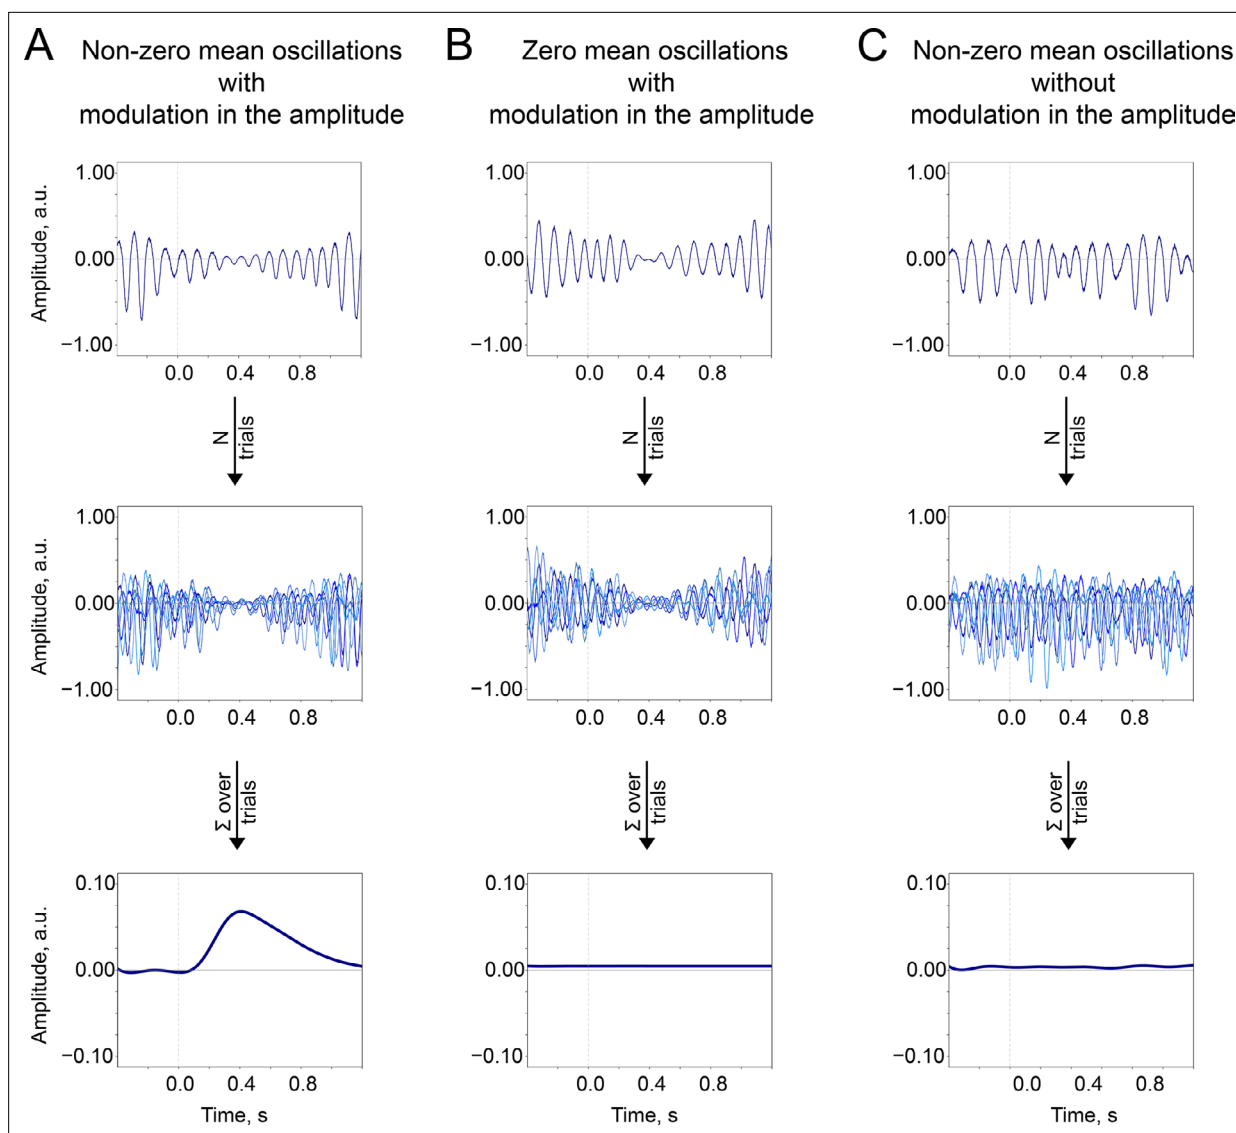 A Non-zero mean oscillations
with
modulation in the amplitude
B Zero mean oscillations
with
modulation in the amplitude
C Non-zero mean oscillations
without
modulation in the amplitude
Amplitude, a.u.
1.00
0.00
−1.00
0.0 0.4 0.8
1.00
0.00
−1.00
0.0 0.4 0.8
1.00
0.00
−1.00
0.0 0.4 0.8
N
trials
N
trials
N
trials
Amplitude, a.u.
1.00
0.00
−1.00
0.0 0.4 0.8
1.00
0.00
−1.00
0.0 0.4 0.8
1.00
0.00
−1.00
0.0 0.4 0.8
Σ over
trials
Σ over
trials
Σ over
trials
Amplitude, a.u.
0.10
0.00
−0.10
0.0 0.4 0.8
Time, s
0.10
0.00
−0.10
0.0 0.4 0.8
Time, s
0.10
0.00
−0.10
0.0 0.4 0.8
Time, s